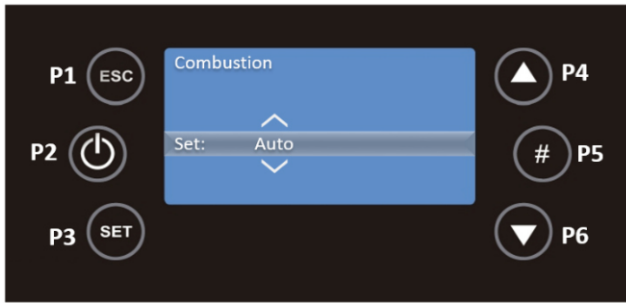 P1 ESC
Combustion
P4
P2
Set: Auto
# P5
P3 SET
P6